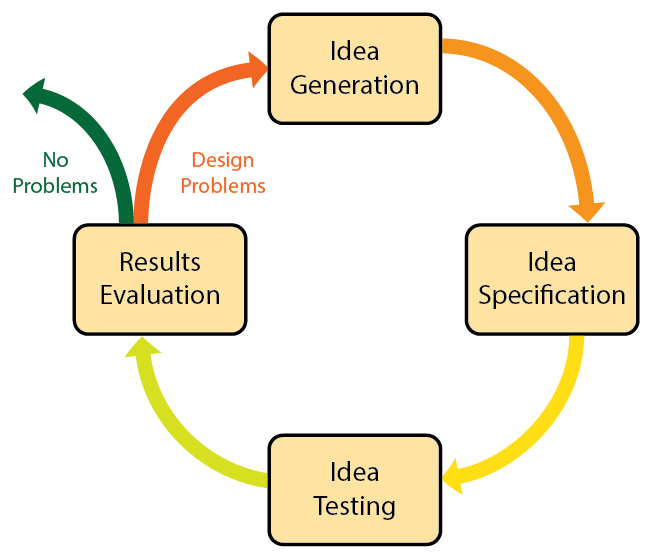 Idea
Generation
No
Problems
Design
Problems
Results
Evaluation
Idea
Specification
Idea
Testing